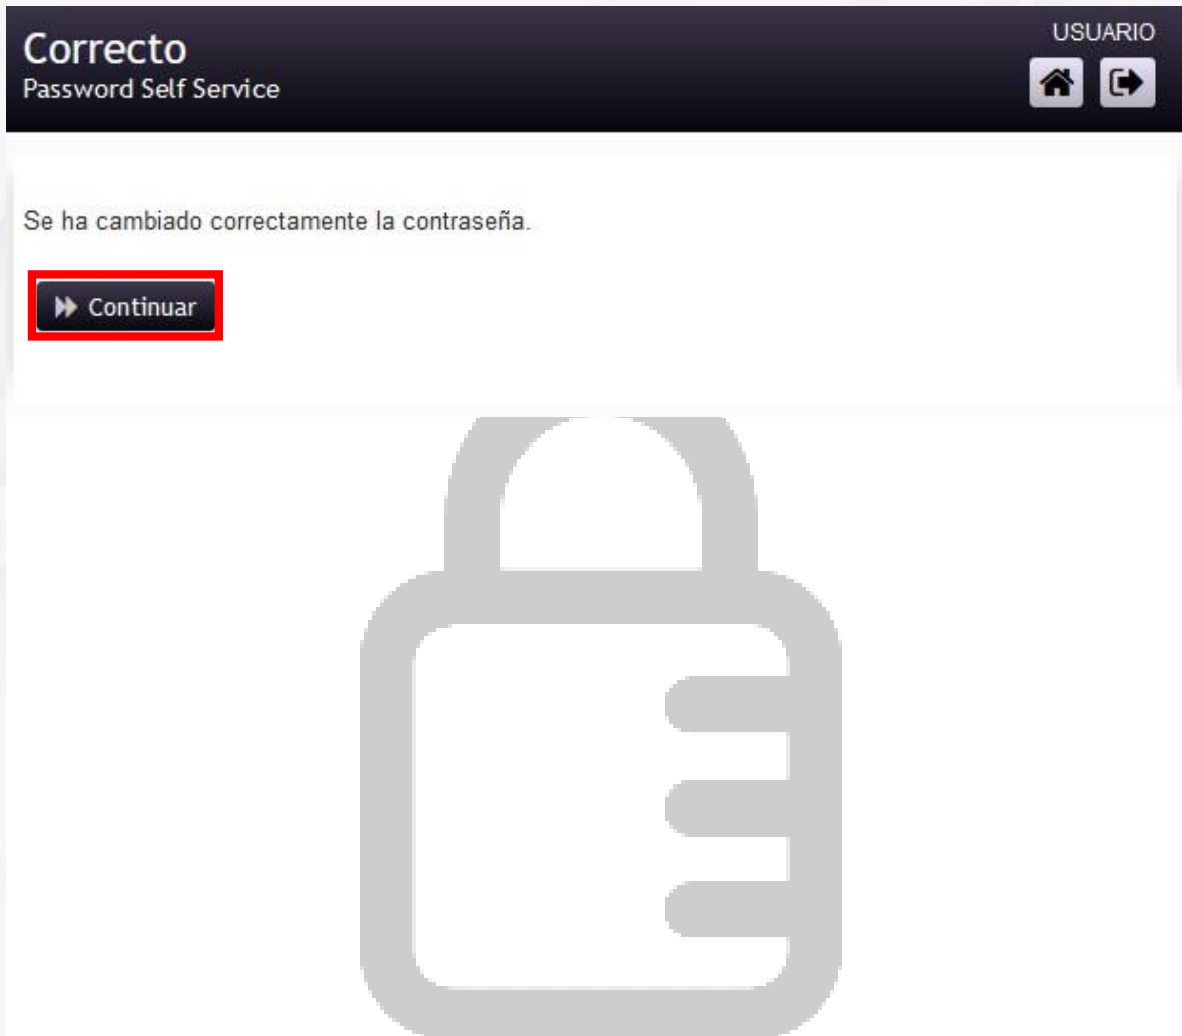 Correcto
Password Self Service
USUARIO
Se ha cambiado correctamente la contraseña.
Continuar